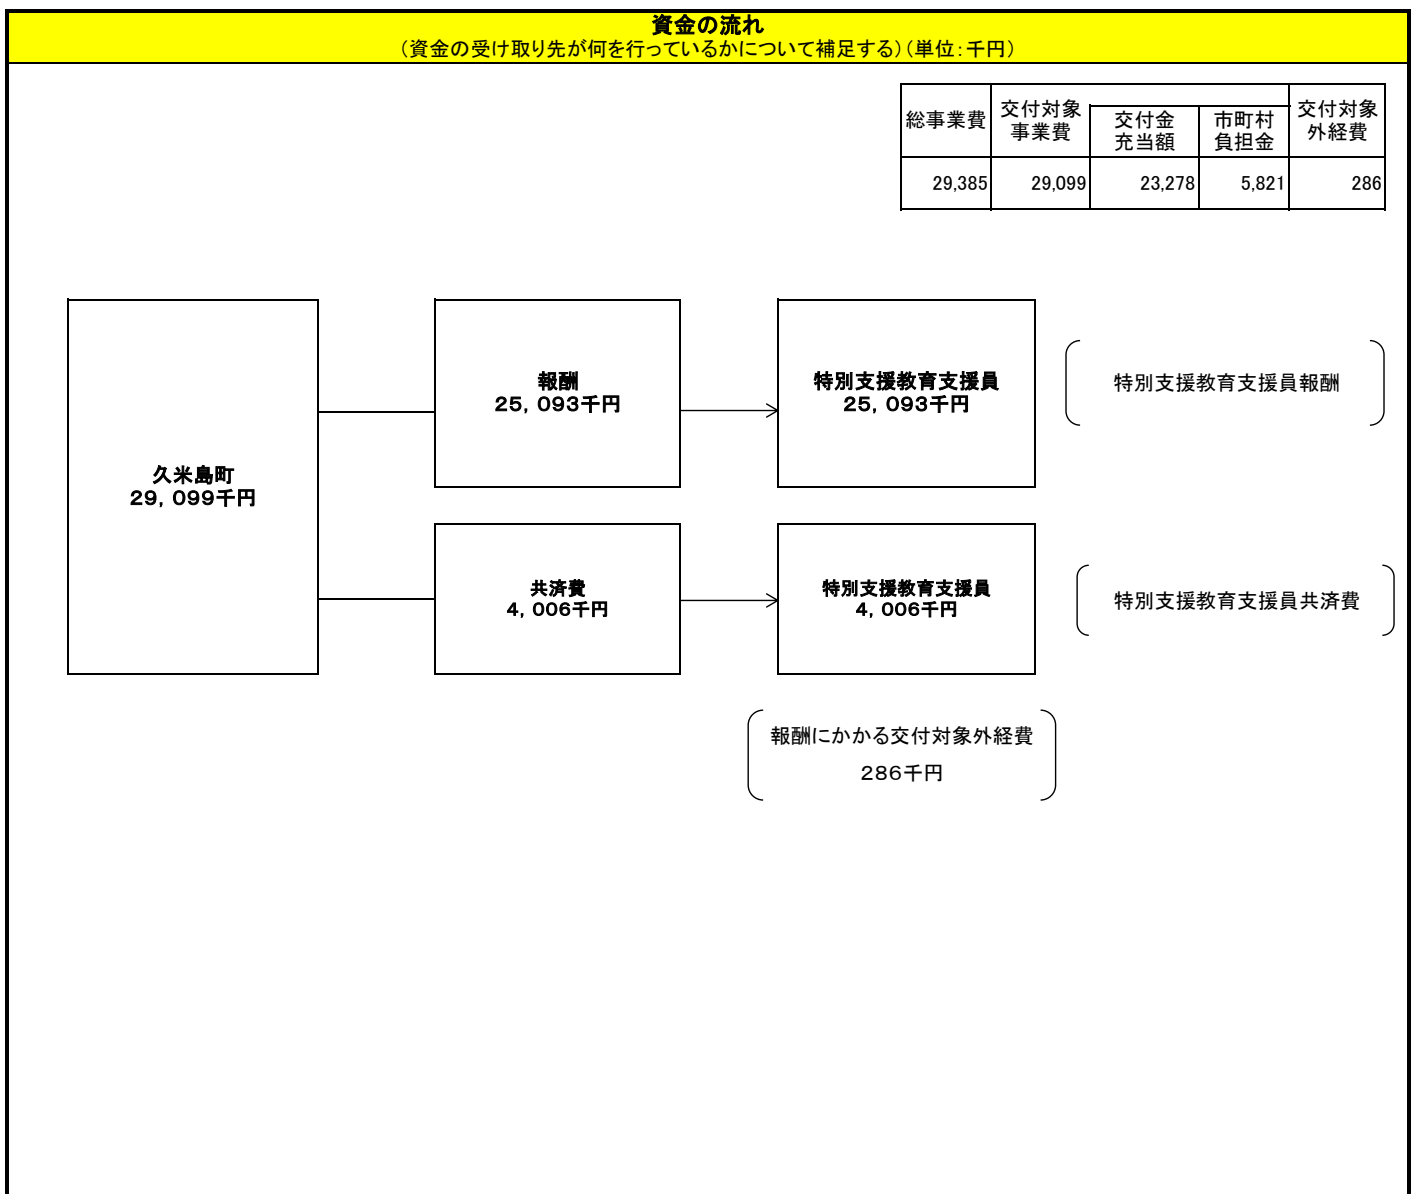 資金の流れ
（資金の受け取り先が何を行っているかについて補足する）（単位：千円）
総事業費
交付対象
事業費
交付金
充当額
市町村
負担金
交付対象
外経費
29,385
29,099
23,278
5,821
286
久米島町
２９，０９９千円
報酬
２５，０９３千円
特別支援教育支援員
２５，０９３千円
特別支援教育支援員報酬
共済費
４，００６千円
特別支援教育支援員
４，００６千円
特別支援教育支援員共済費
報酬にかかる交付対象外経費
２８６千円